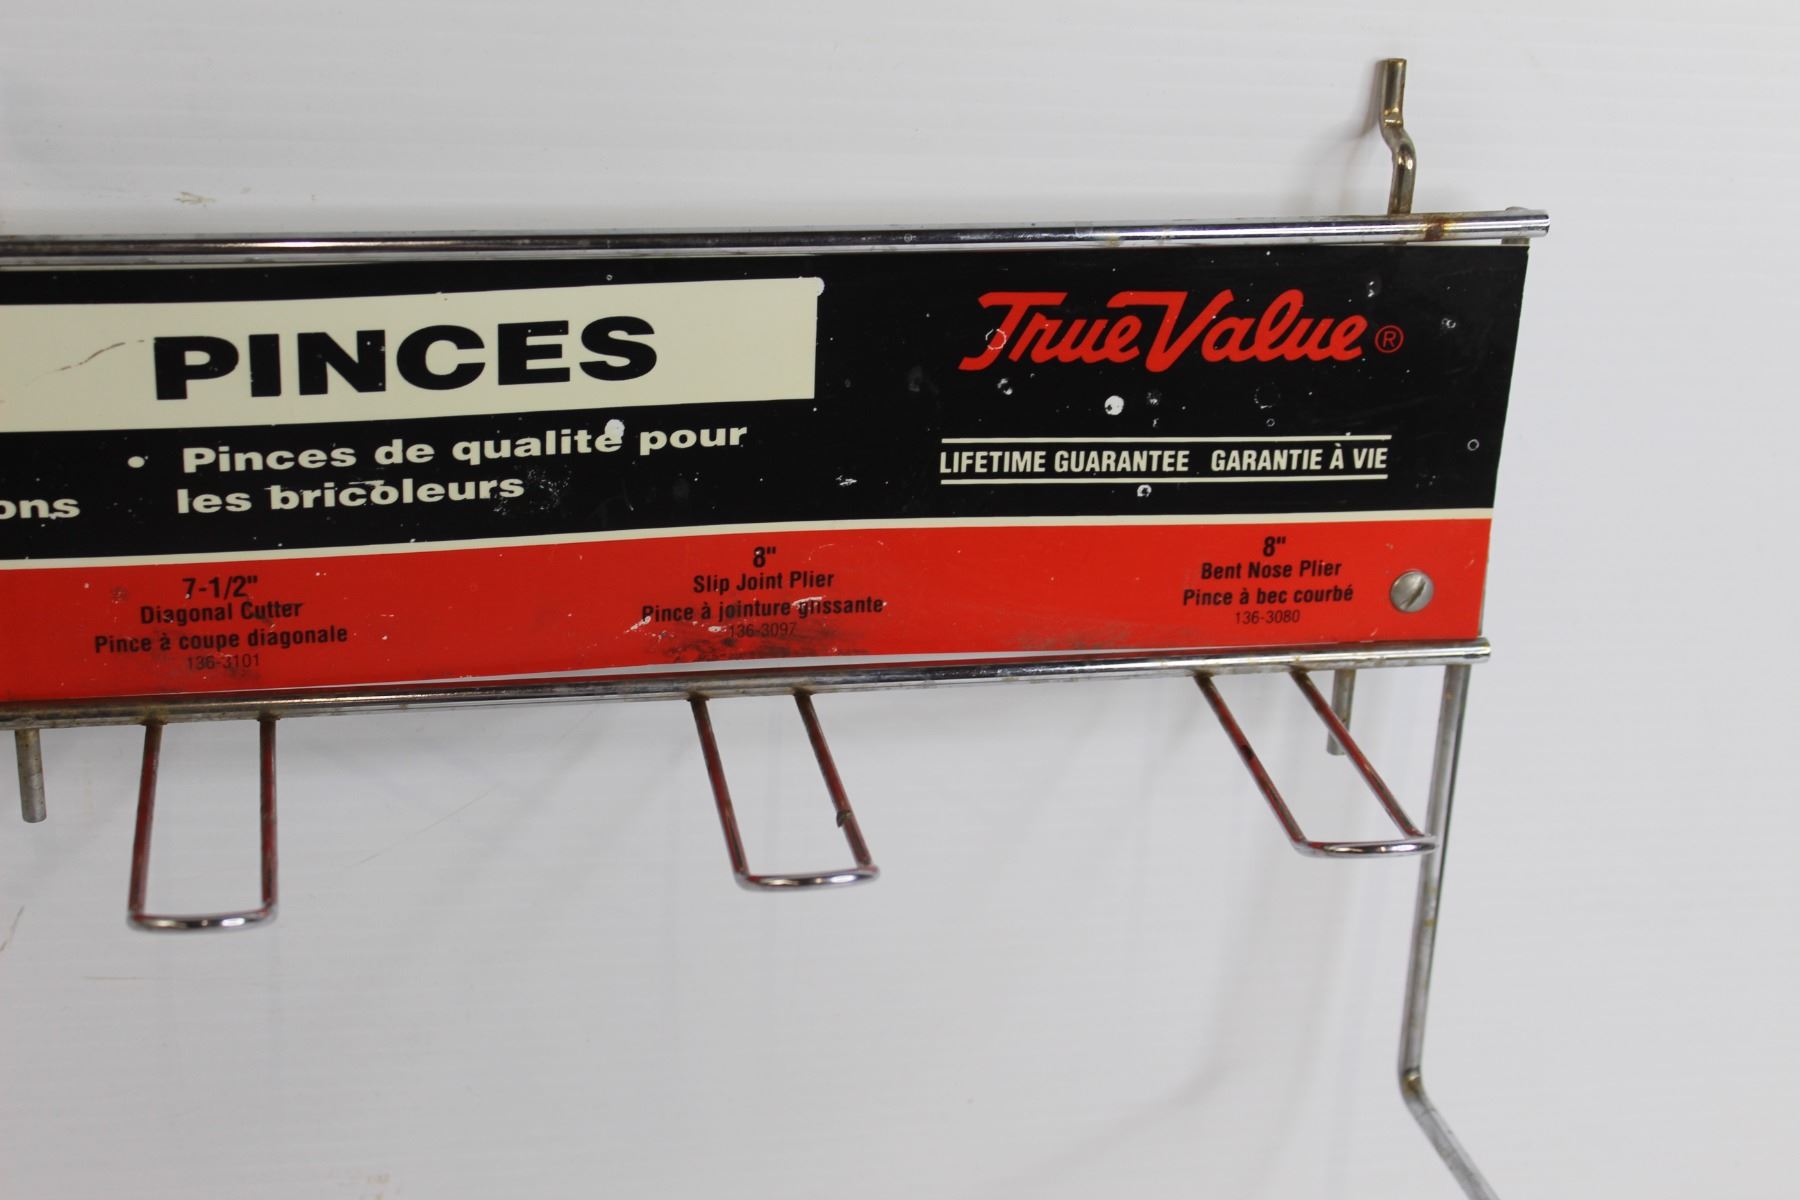 PINCES
True Value®
• Pinces de qualité pour
les bricoleurs
ons
LIFETIME GUARANTEE GARANTIE À VIE
7-1/2"
Diagonal Cutter
Pince à coupe diagonale
136-3101
8"
Slip Joint Plier
Pince à jointure glissante
136-3097
8"
Bent Nose Plier
Pince à bec courbé
136-3080